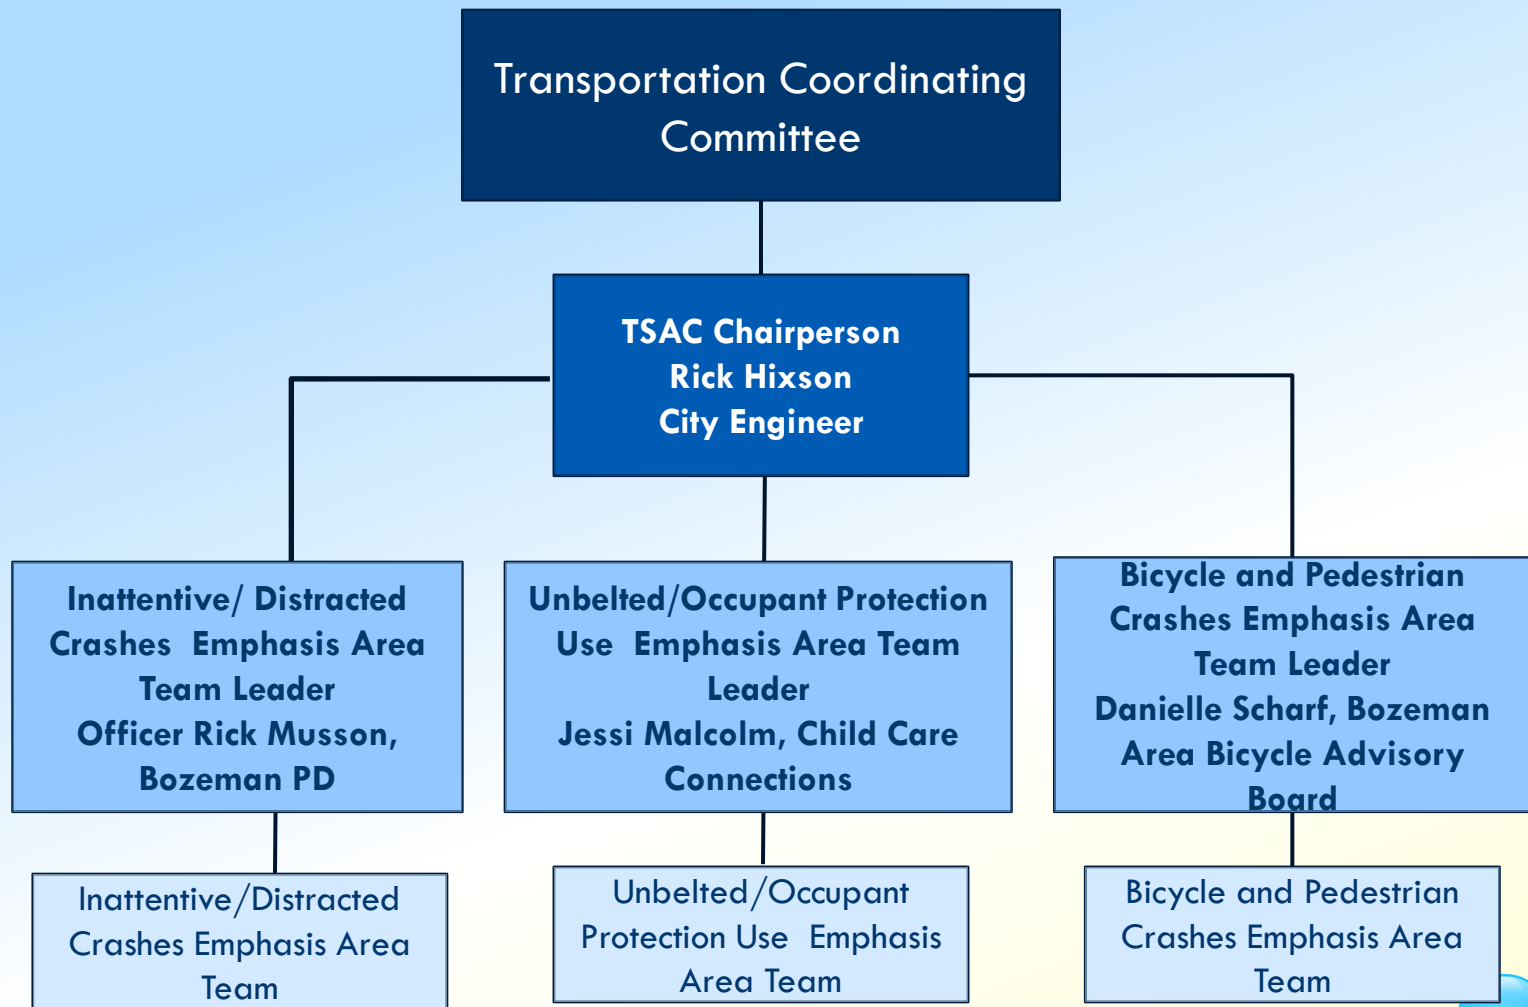 Transportation Coordinating
Committee
TSAC Chairperson
Rick Hixson
City Engineer
Inattentive/ Distracted
Crashes  Emphasis Area
Team Leader
Officer Rick Musson,
Bozeman PD
Unbelted/Occupant Protection
Use  Emphasis Area Team
Leader
Jessi Malcolm, Child Care
Connections
Bicycle and Pedestrian
Crashes Emphasis Area
Team Leader
Danielle Scharf, Bozeman
Area Bicycle Advisory
Board
Inattentive/Distracted
Crashes Emphasis Area
Team
Unbelted/Occupant
Protection Use  Emphasis
Area Team
Bicycle and Pedestrian
Crashes Emphasis Area
Team